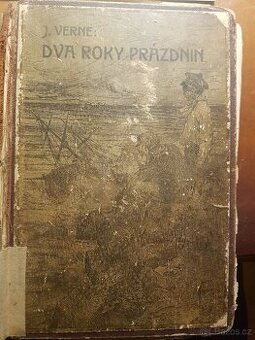 J. VERNE:
DVA ROKY PRÁZDNIN